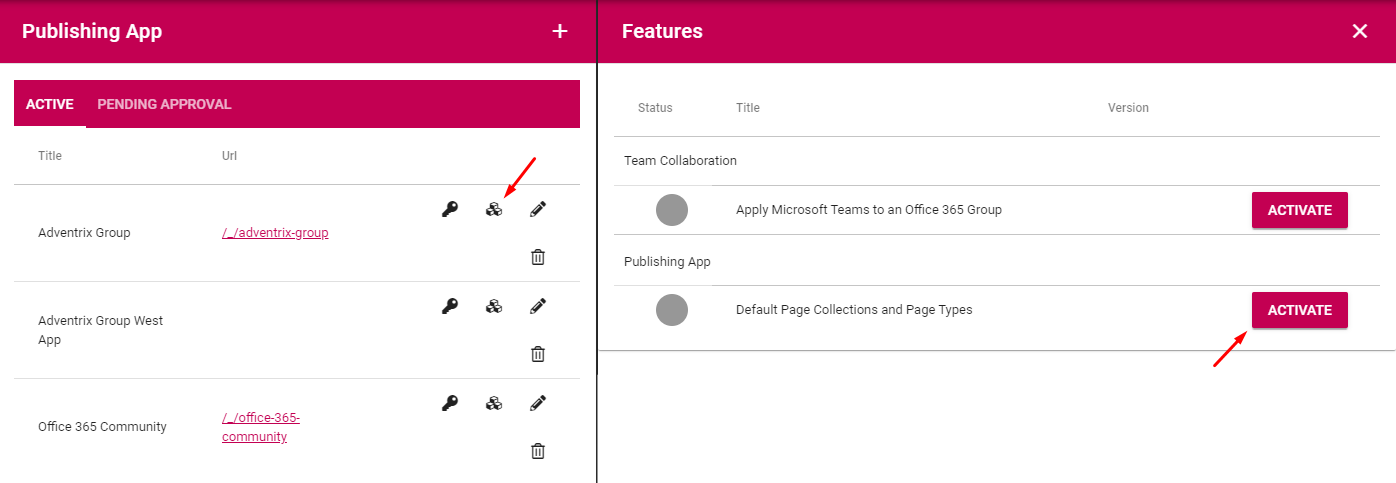 Publishing App
ACTIVE PENDING APPROVAL
Title Url
Adventrix Group /_/adventrix-group
Adventrix Group West
App
Office 365 Community /_/office-365-
community
Features
Status Title Version
Team Collaboration
Apply Microsoft Teams to an Office 365 Group ACTIVATE
Publishing App
Default Page Collections and Page Types ACTIVATE